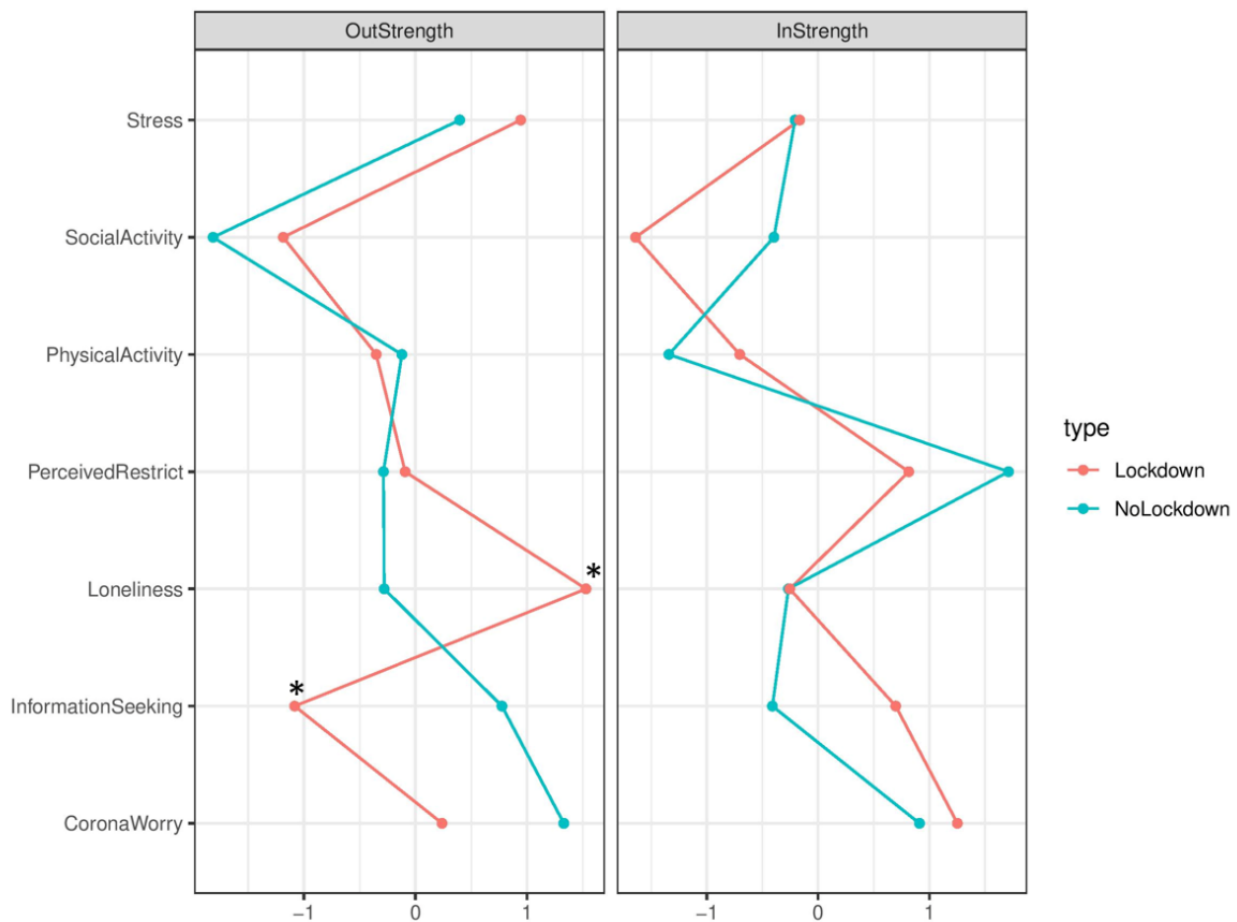 OutStrength
InStrength
Stress
SocialActivity
PhysicalActivity
PerceivedRestrict
Loneliness
*
InformationSeeking
*
CoronaWorry
type
Lockdown
NoLockdown
−1 0 1
−1 0 1